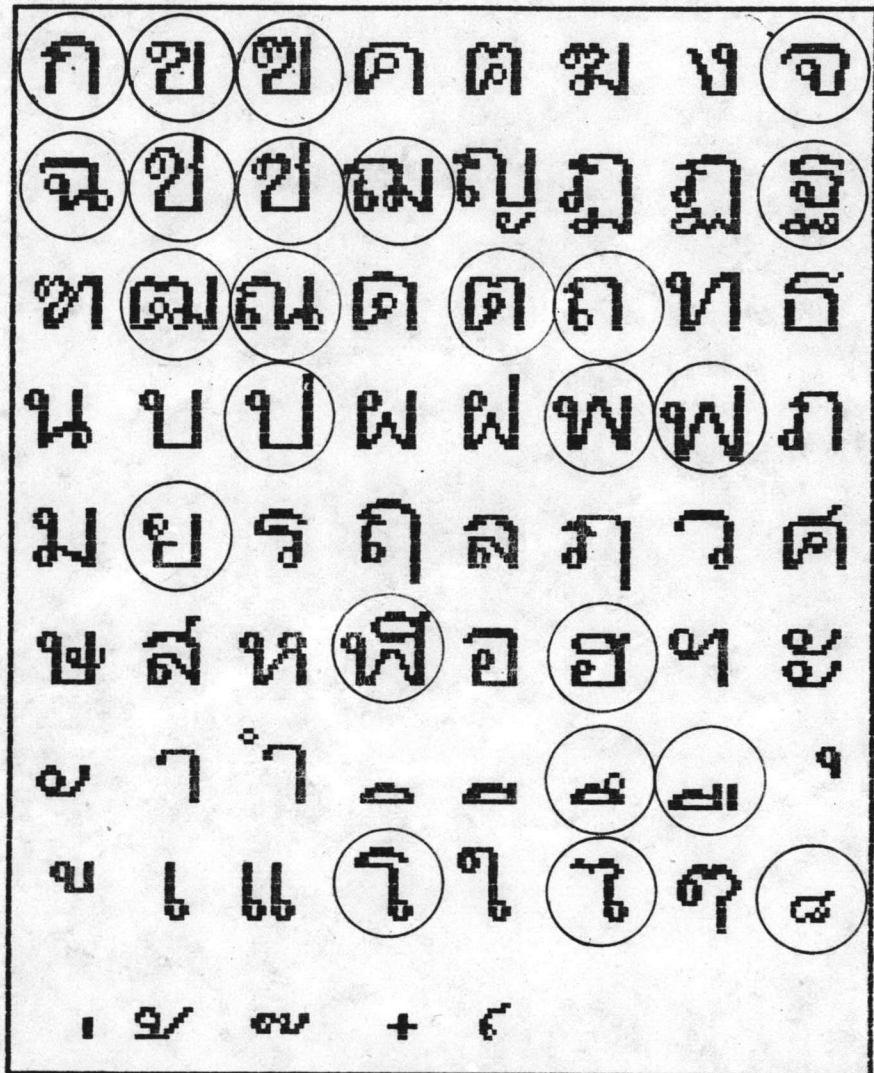 ก ข ฃ ค ฅ ฆ ง จ
ฉ ช ซ ฌ ญ ฎ ฏ ฐ
ฑ ฒ ณ ด ต ถ ท ธ
น บ ป ผ ฝ พ ฟ ภ
ม ย ร ฤ ล ฦ ว ศ
ษ ส ห ฬ อ ฮ ฯ ะ
ั า ำ ิ ี ึ ื ุ
ู เ แ โ ใ ไ ๆ ็
่ ้ ๊ ๋ ์